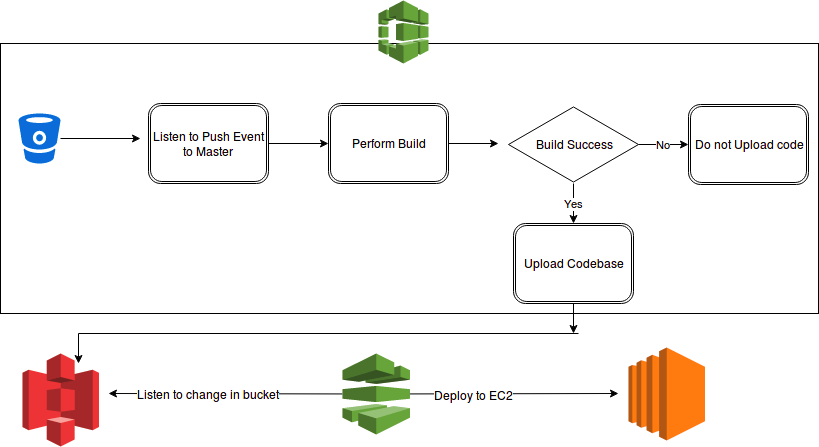 Listen to Push Event
to Master
Perform Build
Build Success
No
Do not Upload code
Yes
Upload Codebase
Listen to change in bucket
Deploy to EC2